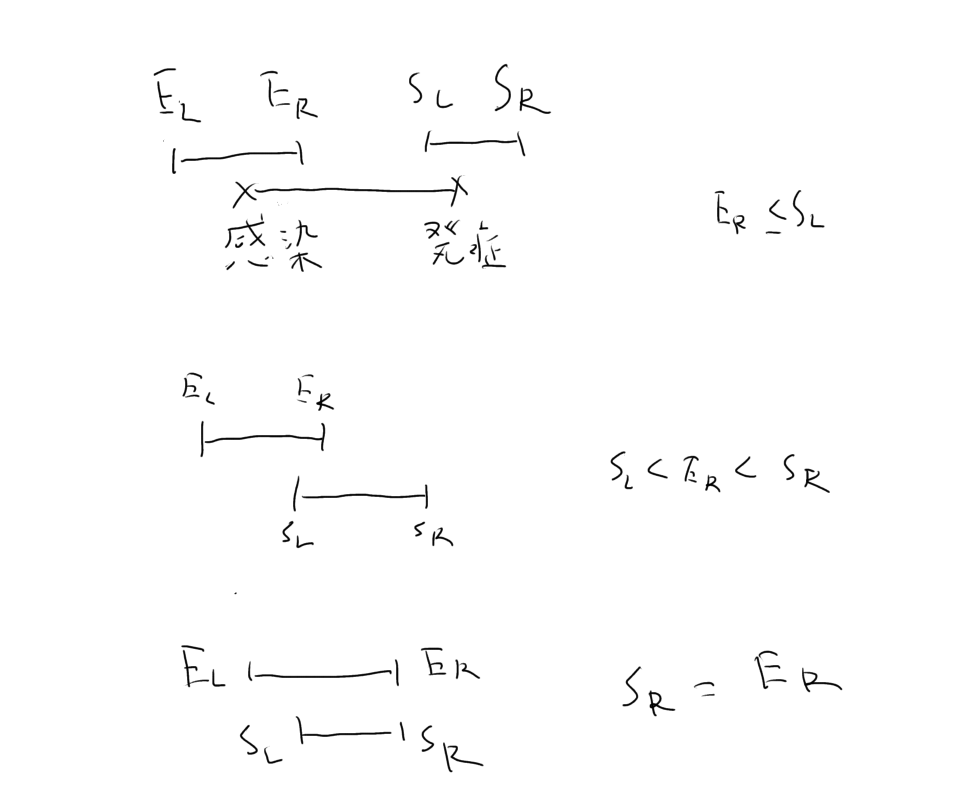 E_L E_R S_L S_R
感染 発症
E_R ≤ S_L
E_L E_R
S_L < E_R < S_R
S_L S_R
E_L E_R
S_R = E_R
S_L S_R